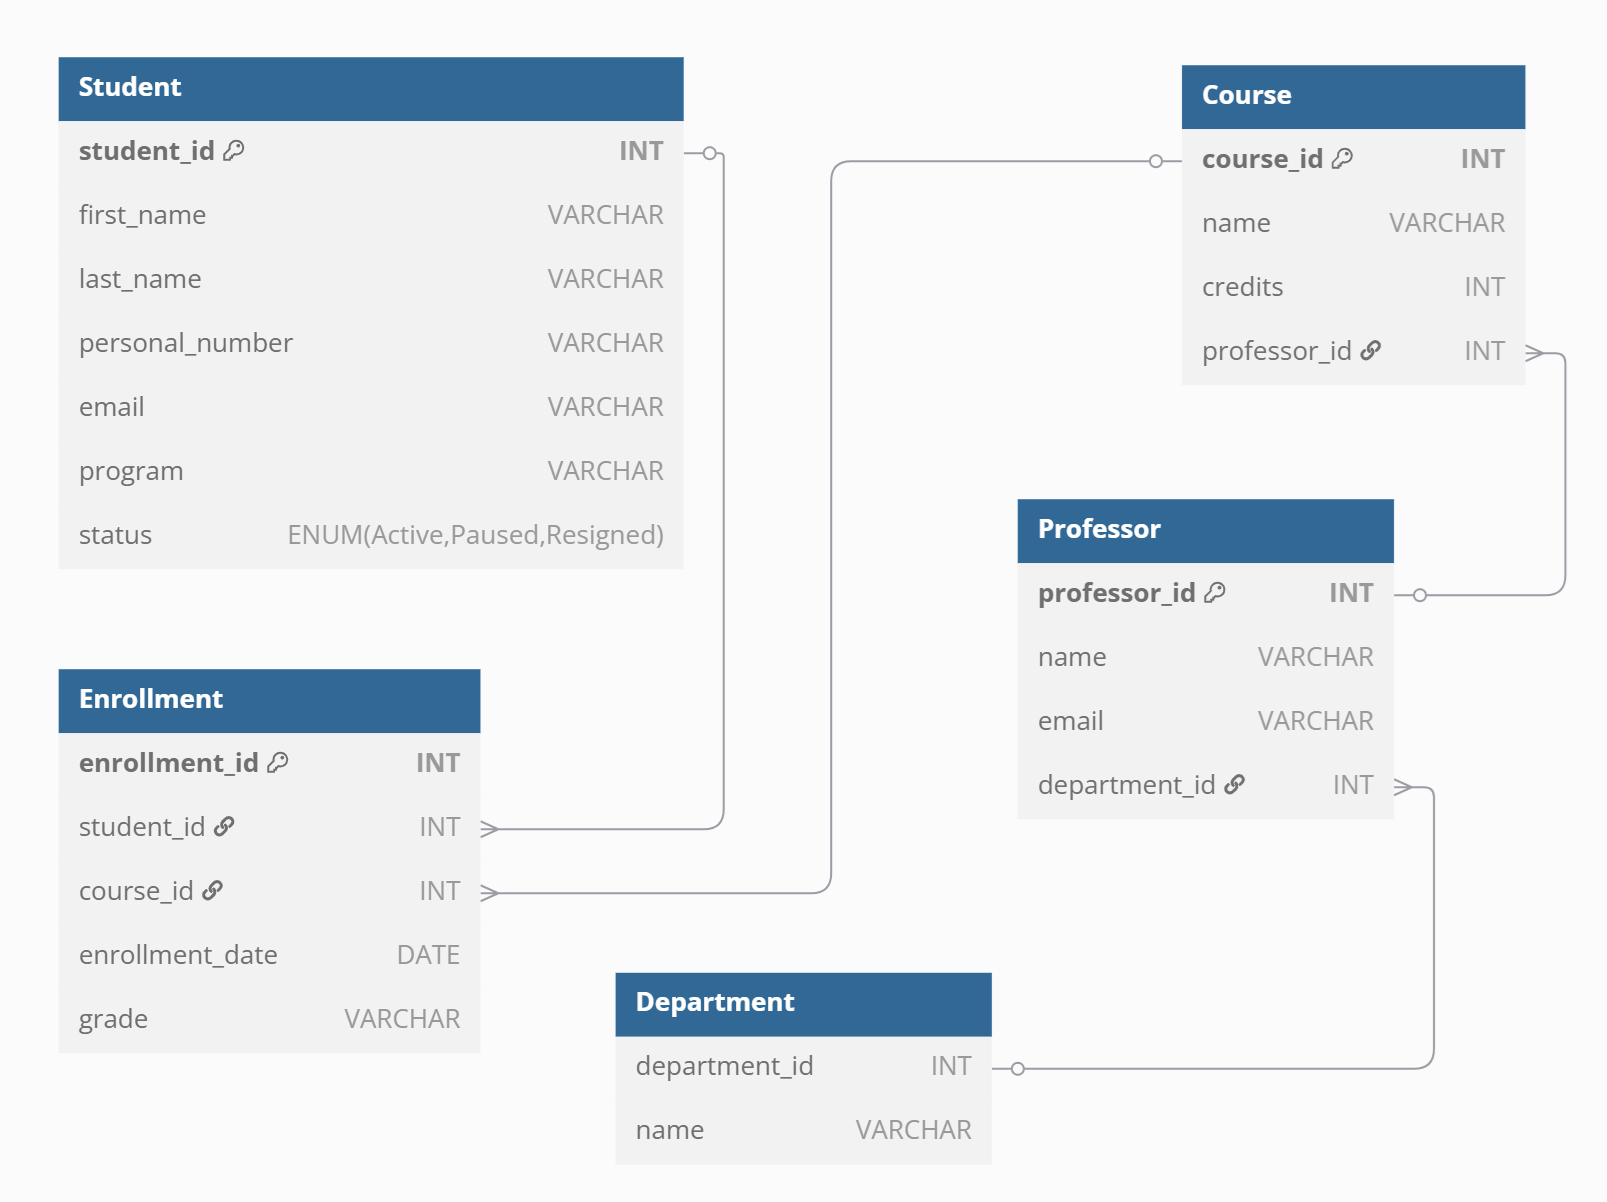 Student
student_id INT
first_name VARCHAR
last_name VARCHAR
personal_number VARCHAR
email VARCHAR
program VARCHAR
status ENUM(Active,Paused,Resigned)
Course
course_id INT
name VARCHAR
credits INT
professor_id INT
Professor
professor_id INT
name VARCHAR
email VARCHAR
department_id INT
Enrollment
enrollment_id INT
student_id INT
course_id INT
enrollment_date DATE
grade VARCHAR
Department
department_id INT
name VARCHAR